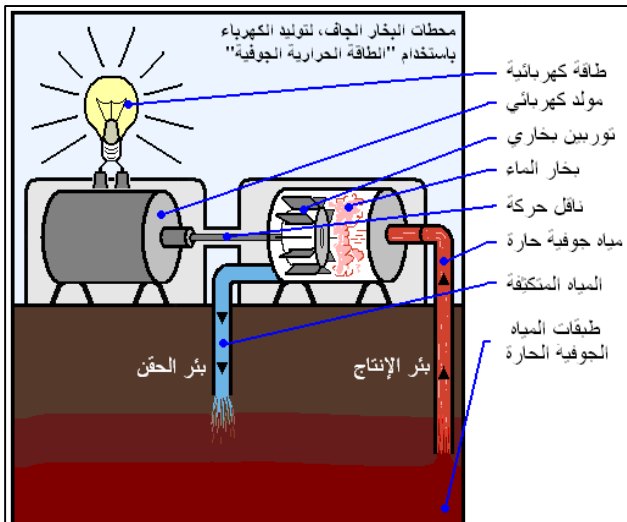 محطات البخار الجاف، لتوليد الكهرباء
باستخدام "الطاقة الحرارية الجوفية"
طاقة كهربائية
مولد كهربائي
توربين بخاري
بخار الماء
ناقل حركة
مياه جوفية حارة
المياه المتكثفة
طبقات المياه
الجوفية الحارة
بئر الإنتاج
بئر الحقن